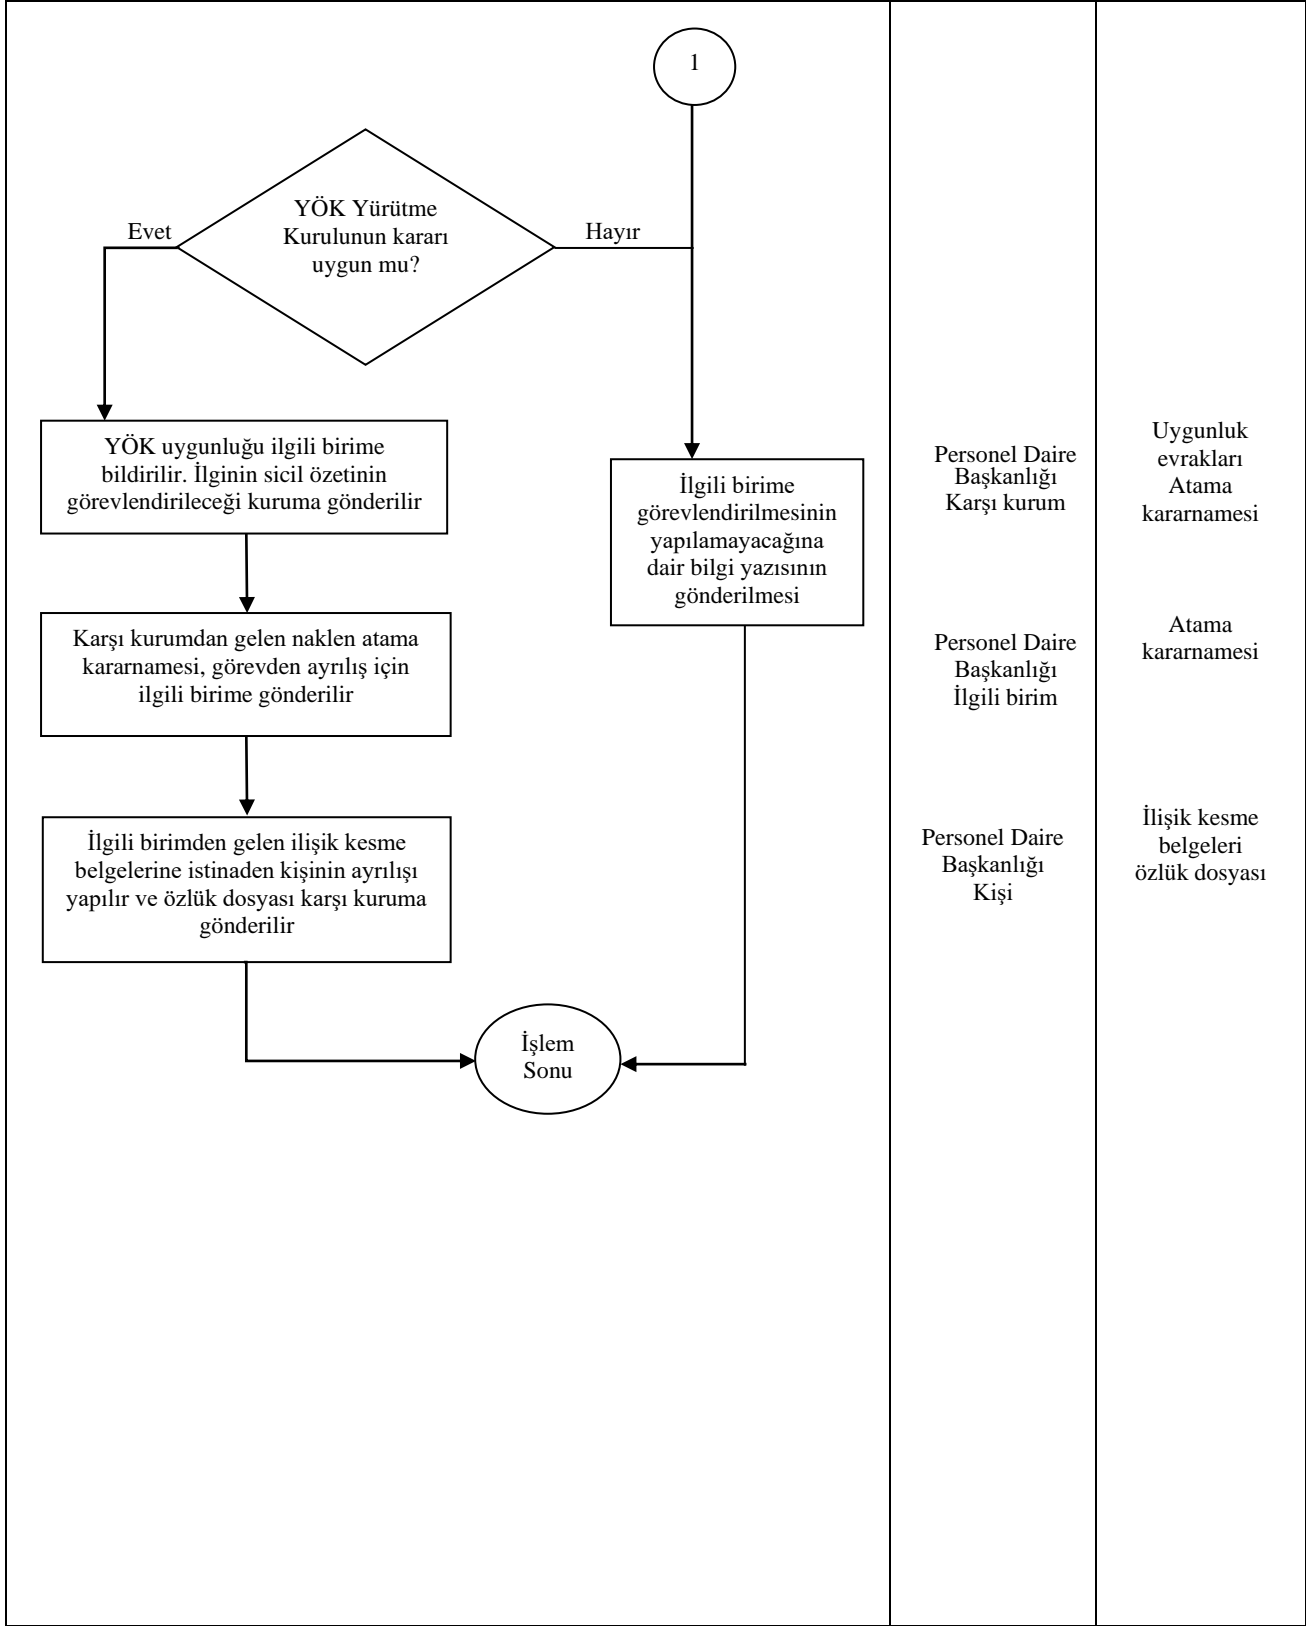 1
YÖK Yürütme
Kurulunun kararı
uygun mu?
Evet
Hayır
YÖK uygunluğu ilgili birime
bildirilir. İlginin sicil özetinin
görevlendirileceği kuruma gönderilir
İlgili birime
görevlendirilmesinin
yapılamayacağına
dair bilgi yazısının
gönderilmesi
Personel Daire
Başkanlığı
Karşı kurum
Uygunluk
evrakları
Atama
kararnamesi
Karşı kurumdan gelen naklen atama
kararnamesi, görevden ayrılış için
ilgili birime gönderilir
Personel Daire
Başkanlığı
İlgili birim
Atama
kararnamesi
İlgili birimden gelen ilişik kesme
belgelerine istinaden kişinin ayrılışı
yapılır ve özlük dosyası karşı kuruma
gönderilir
Personel Daire
Başkanlığı
Kişi
İlişik kesme
belgeleri
özlük dosyası
İşlem
Sonu